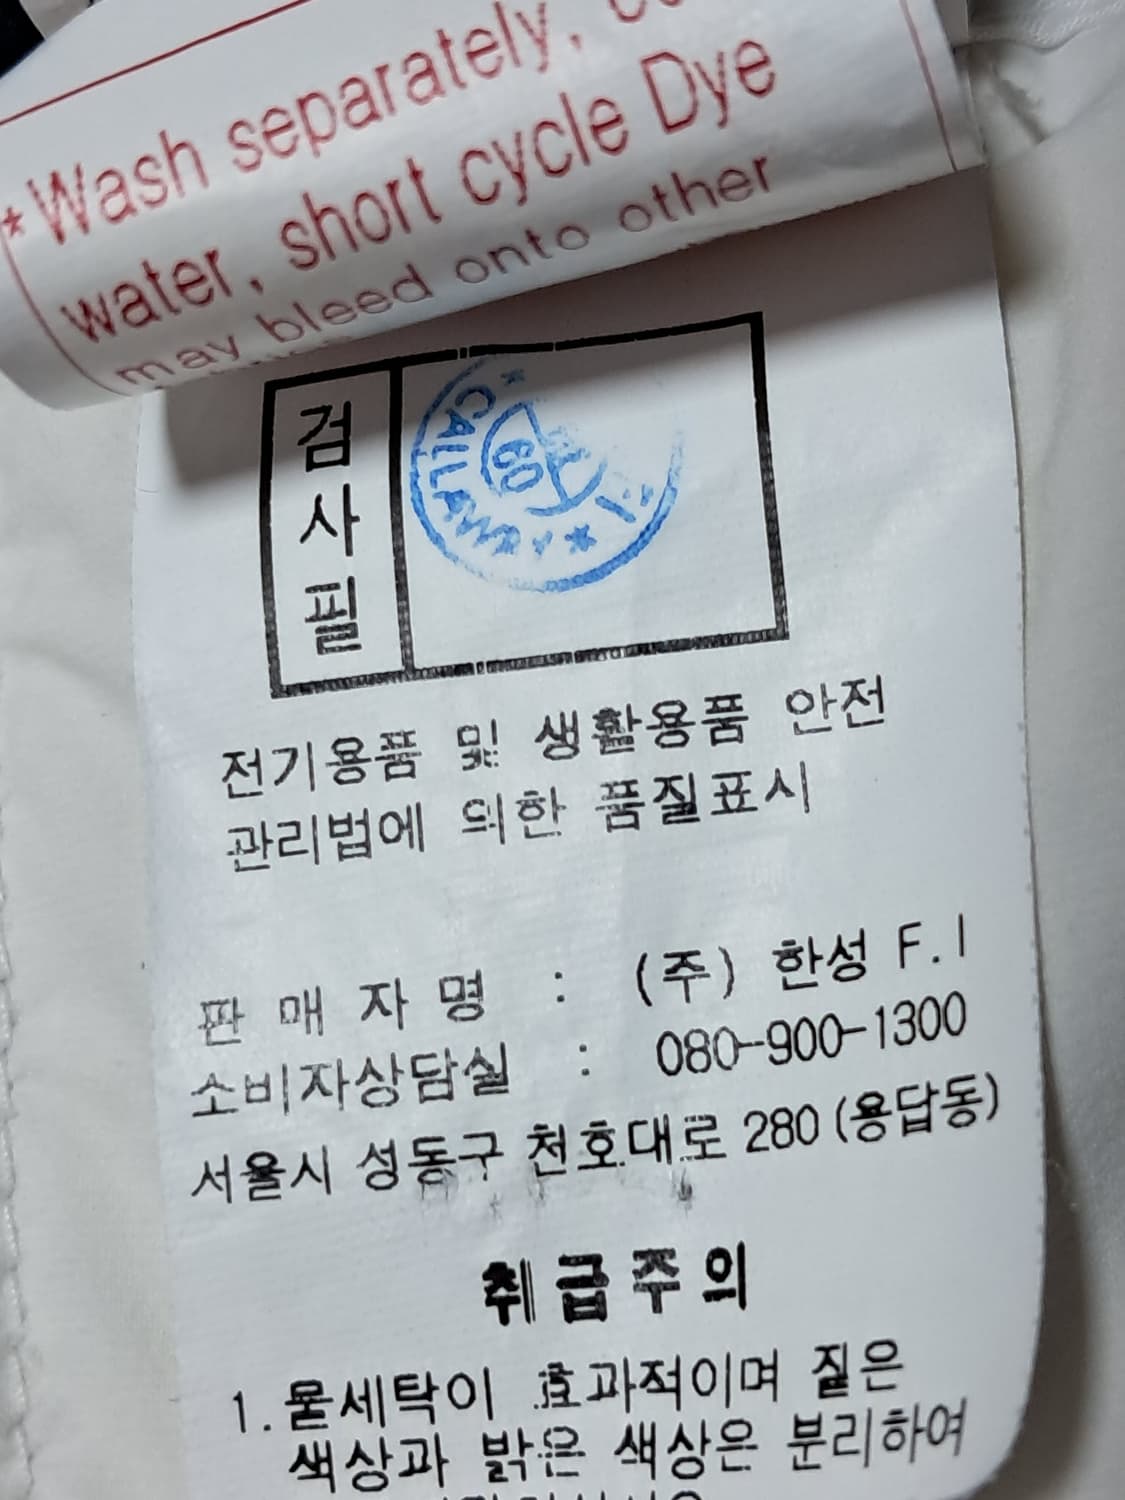 *Wash separately,
water, short cycle Dye
may bleed onto other
검
사
필
CALLAWAY
60
전기용품 및 생활용품 안전
관리법에 의한 품질표시
판 매 자 명 : (주) 한성 F.I
소비자상담실 : 080-900-1300
서울시 성동구 천호대로 280 (용답동)
취급주의
1. 물세탁이 효과적이며 짙은
색상과 밝은 색상은 분리하여